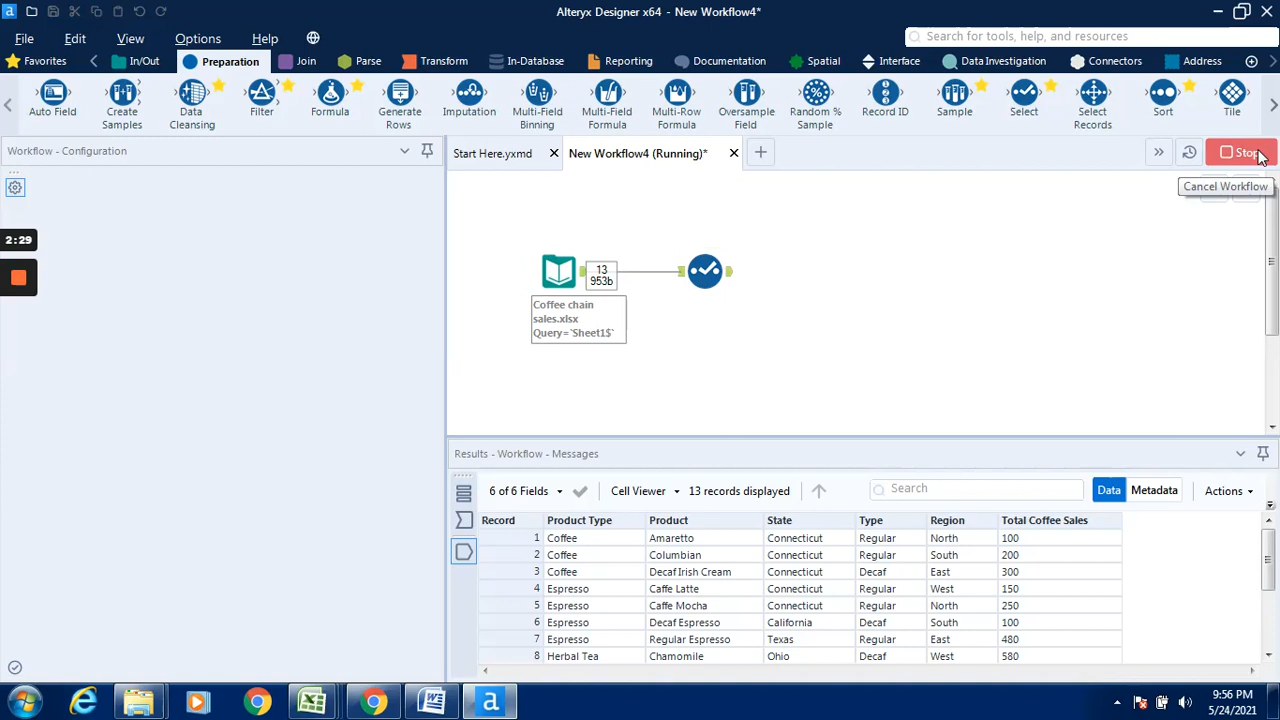 Alteryx Designer x64 - New Workflow4*
File Edit View Options Help
Search for tools, help, and resources
Favorites In/Out Preparation Join Parse Transform In-Database Reporting Documentation Spatial Interface Data Investigation Connectors Address
Auto Field
Create Samples
Data Cleansing
Filter
Formula
Generate Rows
Imputation
Multi-Field Binning
Multi-Field Formula
Multi-Row Formula
Oversample Field
Random % Sample
Record ID
Sample
Select
Select Records
Sort
Tile
Workflow - Configuration
Start Here.yxmd
New Workflow4 (Running)*
Stop
Cancel Workflow
2:29
13
953b
Coffee chain
sales.xlsx
Query=`Sheet1$`
Results - Workflow - Messages
6 of 6 Fields Cell Viewer 13 records displayed Search Data Metadata Actions
Record Product Type Product State Type Region Total Coffee Sales
1 Coffee Amaretto Connecticut Regular North 100
2 Coffee Columbian Connecticut Regular South 200
3 Coffee Decaf Irish Cream Connecticut Decaf East 300
4 Espresso Caffe Latte Connecticut Regular West 150
5 Espresso Caffe Mocha Connecticut Regular North 250
6 Espresso Decaf Espresso California Decaf South 100
7 Espresso Regular Espresso Texas Regular East 480
8 Herbal Tea Chamomile Ohio Decaf West 580
9:56 PM
5/24/2021